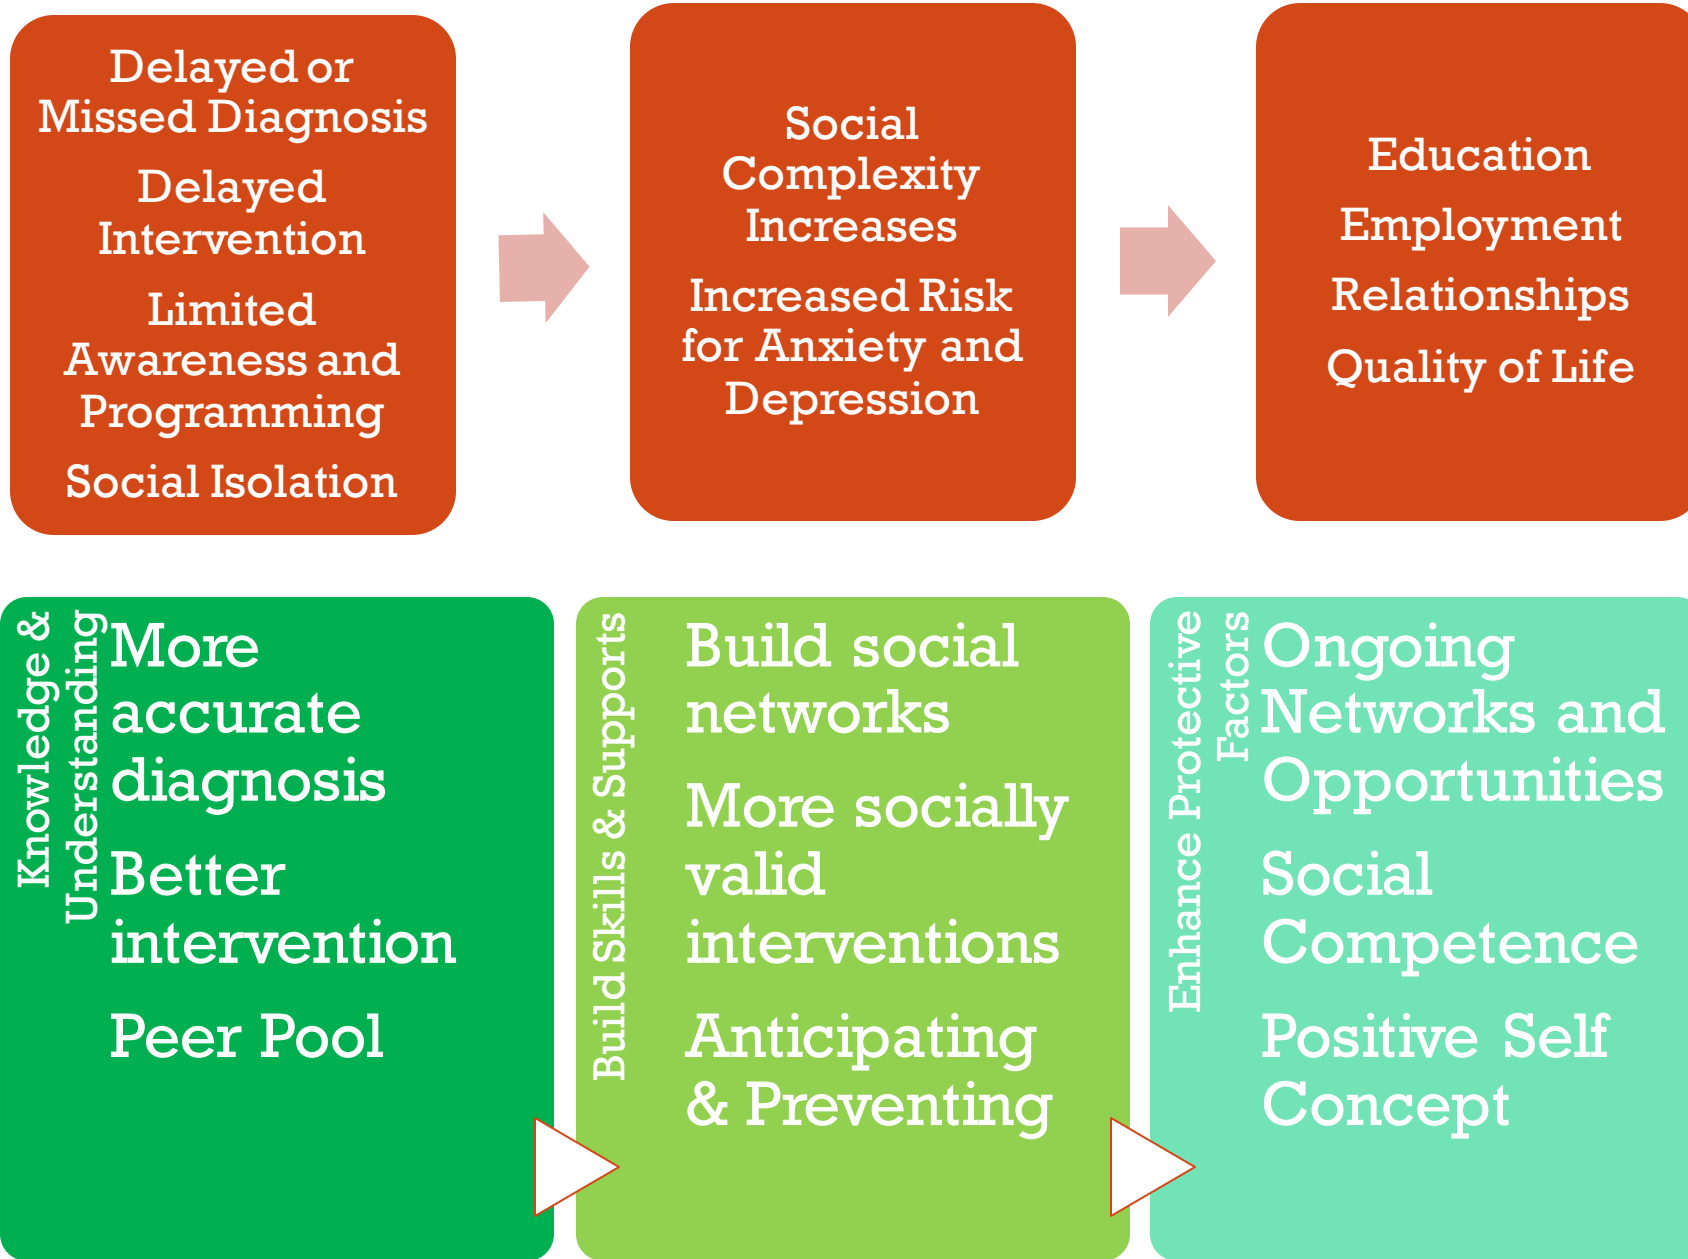 Delayed or
Missed Diagnosis
Delayed
Intervention
Limited
Awareness and
Programming
Social Isolation
Social
Complexity
Increases
Increased Risk
for Anxiety and
Depression
Education
Employment
Relationships
Quality of Life
Knowledge &
Understanding
More
accurate
diagnosis
Better
intervention
Peer Pool
Build Skills & Supports
Build social
networks
More socially
valid
interventions
Anticipating
& Preventing
Enhance Protective
Factors
Ongoing
Networks and
Opportunities
Social
Competence
Positive Self
Concept